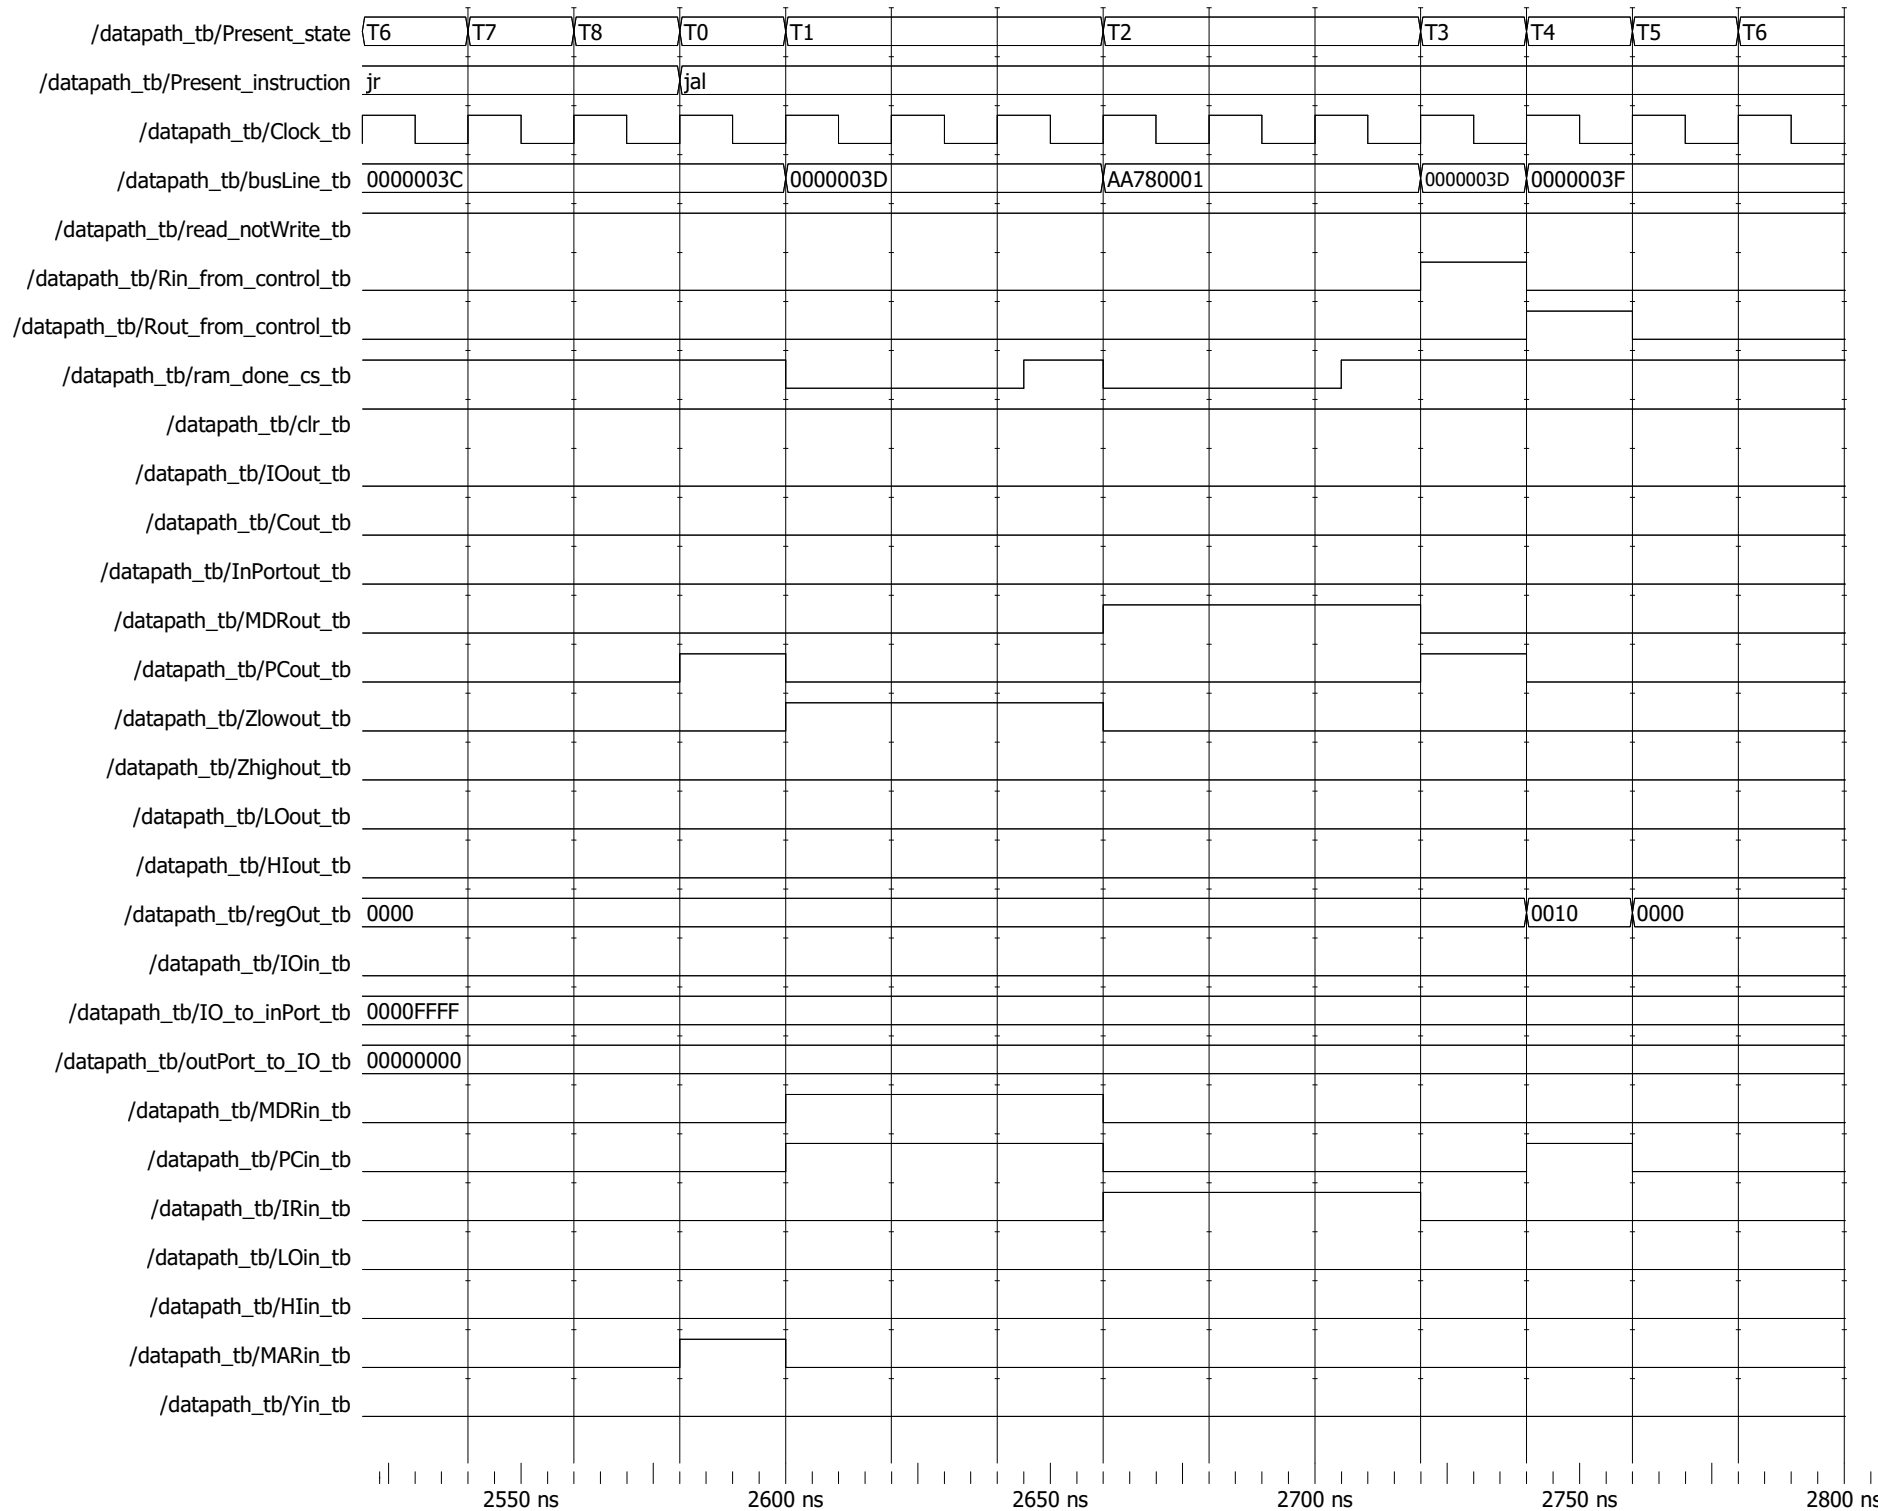 /datapath_tb/Present_state T6 T7 T8 T0 T1 T2 T3 T4 T5 T6
/datapath_tb/Present_instruction jr jal
/datapath_tb/Clock_tb
/datapath_tb/busLine_tb 0000003C 0000003D AA780001 0000003D 0000003F
/datapath_tb/read_notWrite_tb
/datapath_tb/Rin_from_control_tb
/datapath_tb/Rout_from_control_tb
/datapath_tb/ram_done_cs_tb
/datapath_tb/clr_tb
/datapath_tb/IOout_tb
/datapath_tb/Cout_tb
/datapath_tb/InPortout_tb
/datapath_tb/MDRout_tb
/datapath_tb/PCout_tb
/datapath_tb/Zlowout_tb
/datapath_tb/Zhighout_tb
/datapath_tb/LOout_tb
/datapath_tb/HIout_tb
/datapath_tb/regOut_tb 0000 0010 0000
/datapath_tb/IOin_tb
/datapath_tb/IO_to_inPort_tb 0000FFFF
/datapath_tb/outPort_to_IO_tb 00000000
/datapath_tb/MDRin_tb
/datapath_tb/PCin_tb
/datapath_tb/IRin_tb
/datapath_tb/LOin_tb
/datapath_tb/HIin_tb
/datapath_tb/MARin_tb
/datapath_tb/Yin_tb
2550 ns 2600 ns 2650 ns 2700 ns 2750 ns 2800 ns